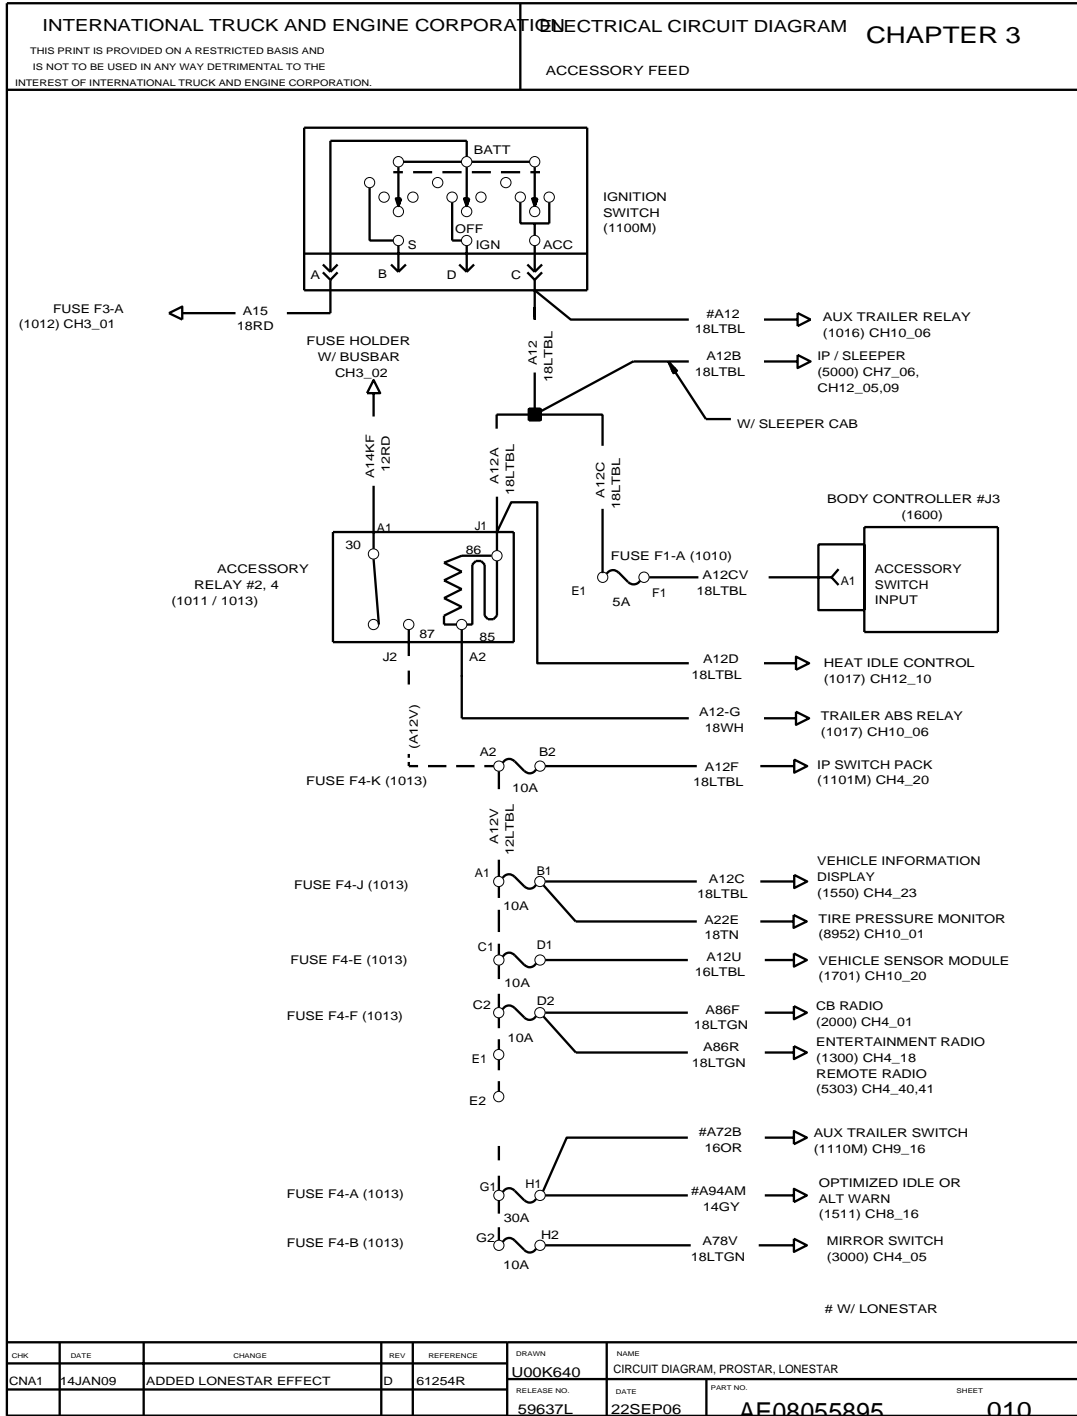 INTERNATIONAL TRUCK AND ENGINE CORPORATION
THIS PRINT IS PROVIDED ON A RESTRICTED BASIS AND
IS NOT TO BE USED IN ANY WAY DETRIMENTAL TO THE
INTEREST OF INTERNATIONAL TRUCK AND ENGINE CORPORATION.
ELECTRICAL CIRCUIT DIAGRAM
CHAPTER 3
ACCESSORY FEED
BATT
OFF
S
IGN
ACC
A
B
D
C
IGNITION
SWITCH
(1100M)
FUSE F3-A
(1012) CH3_01
A15
18RD
FUSE HOLDER
W/ BUSBAR
CH3_02
A12
18LTBL
#A12
18LTBL
AUX TRAILER RELAY
(1016) CH10_06
A12B
18LTBL
IP / SLEEPER
(5000) CH7_06,
CH12_05,09
W/ SLEEPER CAB
A14KF
12RD
A12A
18LTBL
A12C
18LTBL
BODY CONTROLLER #J3
(1600)
A1
J1
30
86
87
85
J2
A2
ACCESSORY
RELAY #2, 4
(1011 / 1013)
FUSE F1-A (1010)
E1
5A
F1
A12CV
18LTBL
A1
ACCESSORY
SWITCH
INPUT
A12D
18LTBL
HEAT IDLE CONTROL
(1017) CH12_10
A12-G
18WH
TRAILER ABS RELAY
(1017) CH10_06
(A12V)
FUSE F4-K (1013)
A2
B2
10A
A12F
18LTBL
IP SWITCH PACK
(1101M) CH4_20
A12V
12LTBL
FUSE F4-J (1013)
A1
B1
10A
A12C
18LTBL
VEHICLE INFORMATION
DISPLAY
(1550) CH4_23
A22E
18TN
TIRE PRESSURE MONITOR
(8952) CH10_01
FUSE F4-E (1013)
C1
D1
10A
A12U
16LTBL
VEHICLE SENSOR MODULE
(1701) CH10_20
FUSE F4-F (1013)
C2
D2
10A
A86F
18LTGN
CB RADIO
(2000) CH4_01
A86R
18LTGN
ENTERTAINMENT RADIO
(1300) CH4_18
REMOTE RADIO
(5303) CH4_40,41
E1
E2
#A72B
16OR
AUX TRAILER SWITCH
(1110M) CH9_16
FUSE F4-A (1013)
G1
H1
30A
#A94AM
14GY
OPTIMIZED IDLE OR
ALT WARN
(1511) CH8_16
FUSE F4-B (1013)
G2
H2
10A
A78V
18LTGN
MIRROR SWITCH
(3000) CH4_05
# W/ LONESTAR
CHK DATE CHANGE REV REFERENCE
CNA1 14JAN09 ADDED LONESTAR EFFECT D 61254R
DRAWN
U00K640
NAME
CIRCUIT DIAGRAM, PROSTAR, LONESTAR
RELEASE NO.
59637L
DATE
22SEP06
PART NO.
AE08055895
SHEET
010